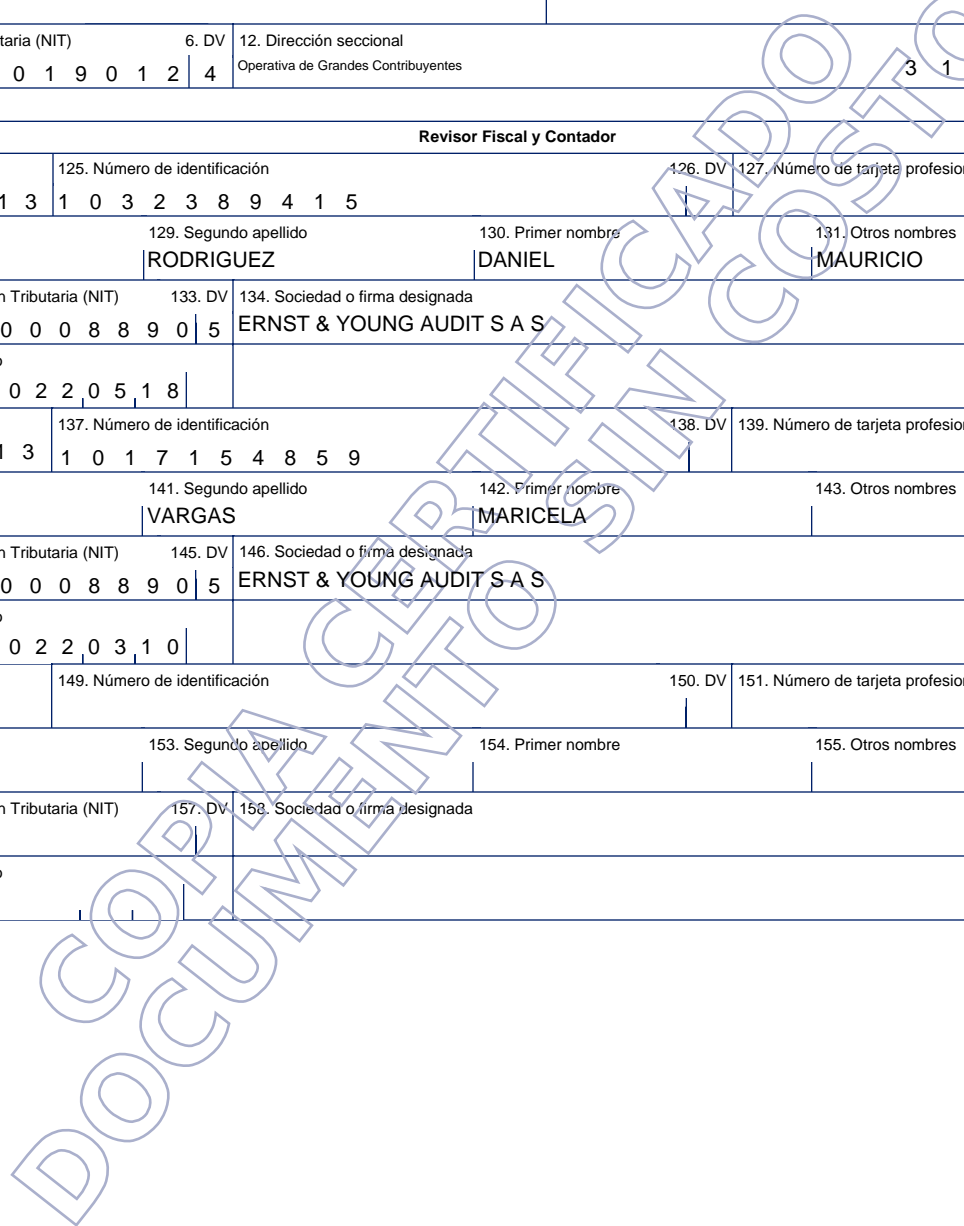 taria (NIT) 6. DV 12. Dirección seccional
0 1 9 0 1 2 4 Operativa de Grandes Contribuyentes 3 1
Revisor Fiscal y Contador
125. Número de identificación 126. DV 127. Número de tarjeta profesion
1 3 1 0 3 2 3 8 9 4 1 5
129. Segundo apellido 130. Primer nombre 131. Otros nombres
RODRIGUEZ DANIEL MAURICIO
n Tributaria (NIT) 133. DV 134. Sociedad o firma designada
0 0 0 8 8 9 0 5 ERNST & YOUNG AUDIT S A S
o
0 2 2 0 5 1 8
137. Número de identificación 138. DV 139. Número de tarjeta profesion
1 3 1 0 1 7 1 5 4 8 5 9
141. Segundo apellido 142. Primer nombre 143. Otros nombres
VARGAS MARICELA
n Tributaria (NIT) 145. DV 146. Sociedad o firma designada
0 0 0 8 8 9 0 5 ERNST & YOUNG AUDIT S A S
o
0 2 2 0 3 1 0
149. Número de identificación 150. DV 151. Número de tarjeta profesion
153. Segundo apellido 154. Primer nombre 155. Otros nombres
n Tributaria (NIT) 157. DV 158. Sociedad o firma designada
o
COPIA CERTIFICADO
DOCUMENTO SIN COSTO